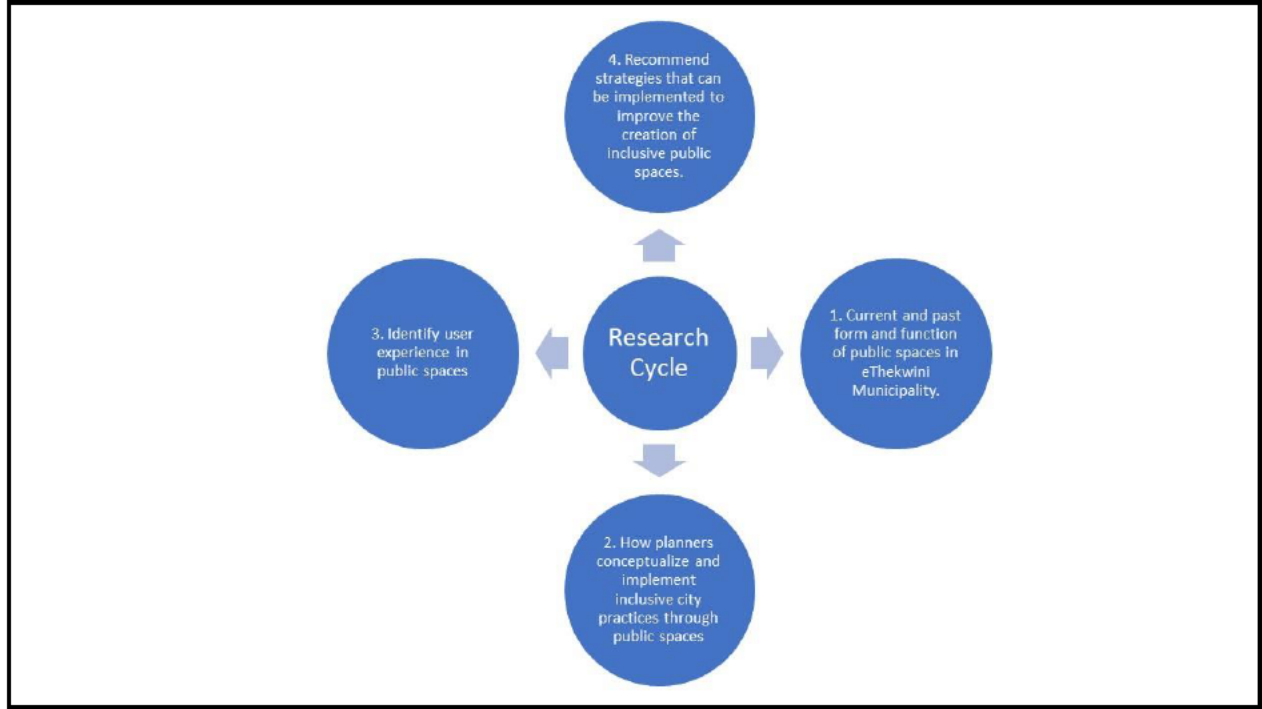 4. Recommend
strategies that can
be implemented to
improve the
creation of
inclusive public
spaces.
3. Identify user
experience in
public spaces
Research
Cycle
1. Current and past
form and function
of public spaces in
eThekwini
Municipality.
2. How planners
conceptualize and
implement
inclusive city
practices through
public spaces